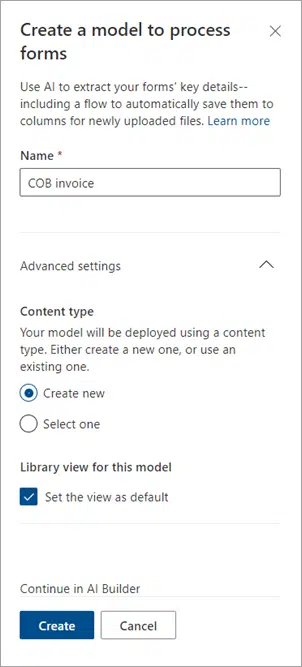 Create a model to process
forms
Use AI to extract your forms' key details--
including a flow to automatically save them to
columns for newly uploaded files. Learn more
Name *
COB invoice
Advanced settings
Content type
Your model will be deployed using a content
type. Either create a new one, or use an
existing one.
Create new
Select one
Library view for this model
Set the view as default
Continue in AI Builder
Create
Cancel